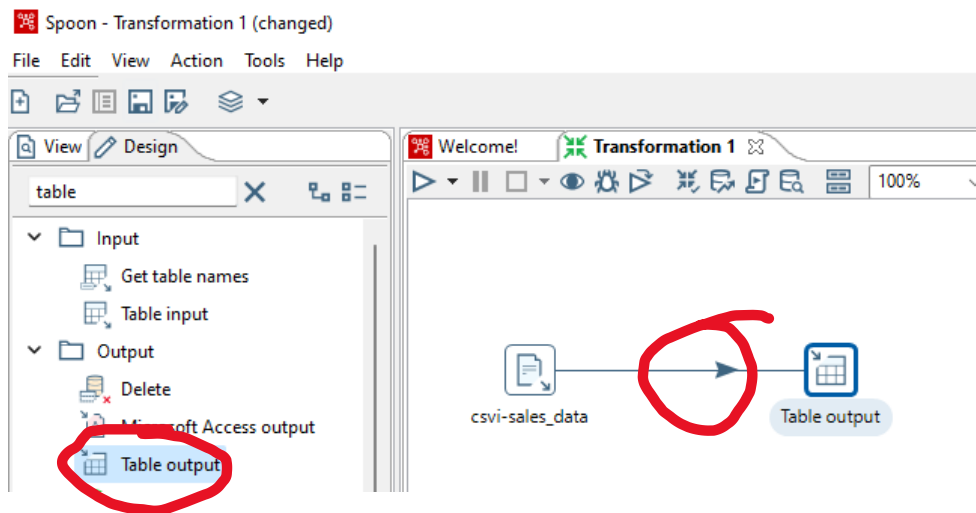 Spoon - Transformation 1 (changed)
File Edit View Action Tools Help
View Design
Welcome! Transformation 1
table
100%
Input
Get table names
Table input
Output
Delete
Microsoft Access output
Table output
csvi-sales_data
Table output